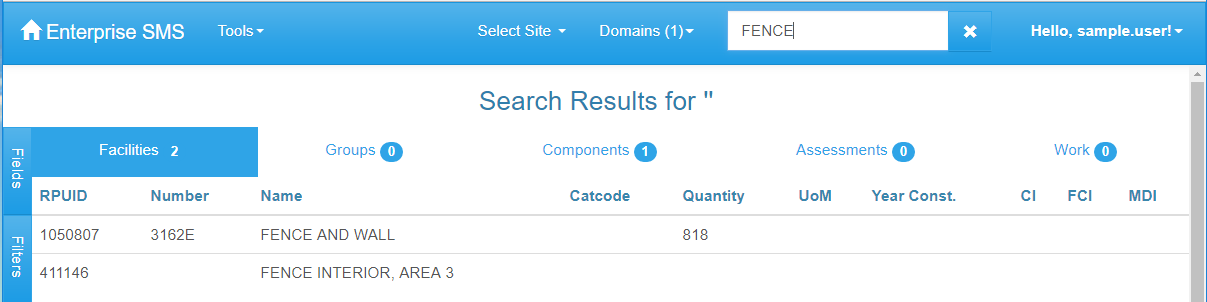 Enterprise SMS Tools Select Site Domains (1) FENCE Hello, sample.user!
Search Results for ''
Fields
Facilities 2 Groups 0 Components 1 Assessments 0 Work 0
RPUID Number Name Catcode Quantity UoM Year Const. CI FCI MDI
Filters
1050807 3162E FENCE AND WALL 818
411146 FENCE INTERIOR, AREA 3